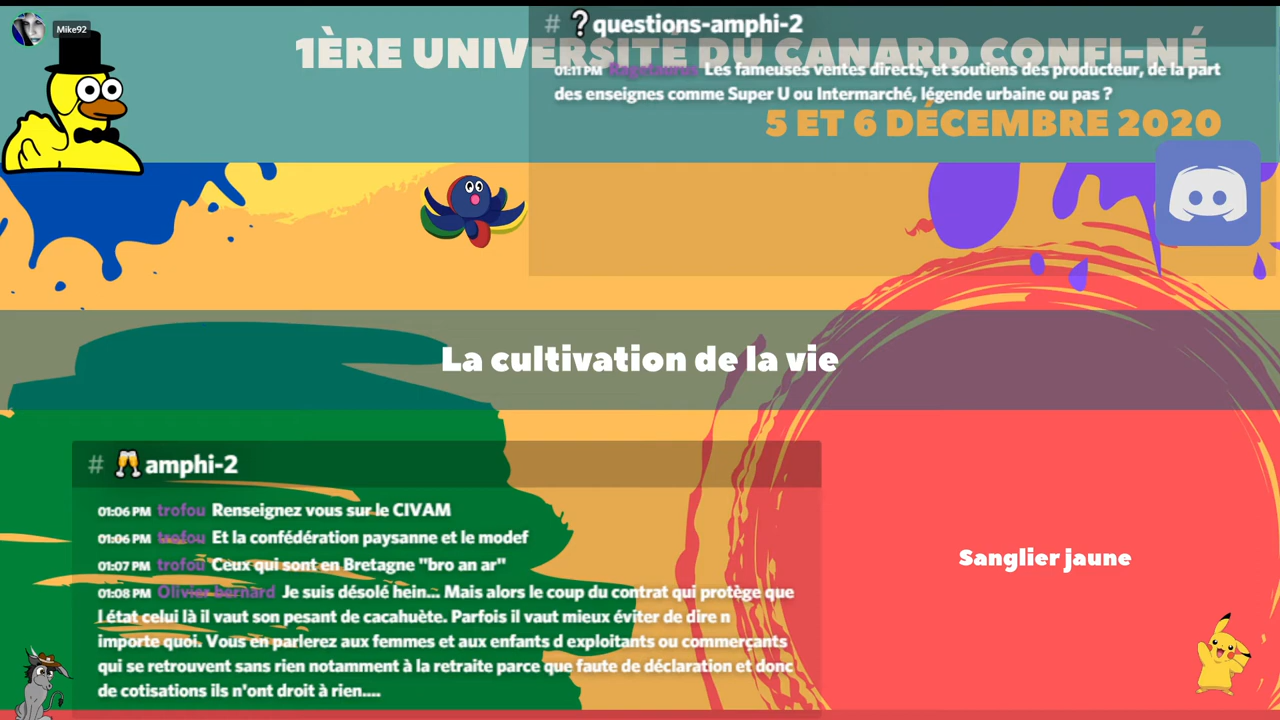 Mike92
1ÈRE UNIVERSITÉ DU CANARD CONFI-NÉ
# ❓questions-amphi-2
01:11 PM Les fameuses ventes directs, et soutiens des producteur, de la part
des enseignes comme Super U ou Intermarché, légende urbaine ou pas ?
5 ET 6 DÉCEMBRE 2020
La cultivation de la vie
# 🥂amphi-2
01:06 PM trofou Renseignez vous sur le CIVAM
01:06 PM trofou Et la confédération paysanne et le modef
01:07 PM trofou Ceux qui sont en Bretagne "bro an ar"
01:08 PM Olivier bernard Je suis désolé hein... Mais alors le coup du contrat qui protège que
l état celui là il vaut son pesant de cacahuète. Parfois il vaut mieux éviter de dire n
importe quoi. Vous en parlerez aux femmes et aux enfants d exploitants ou commerçants
qui se retrouvent sans rien notamment à la retraite parce que faute de déclaration et donc
de cotisations ils n'ont droit à rien....
Sanglier jaune